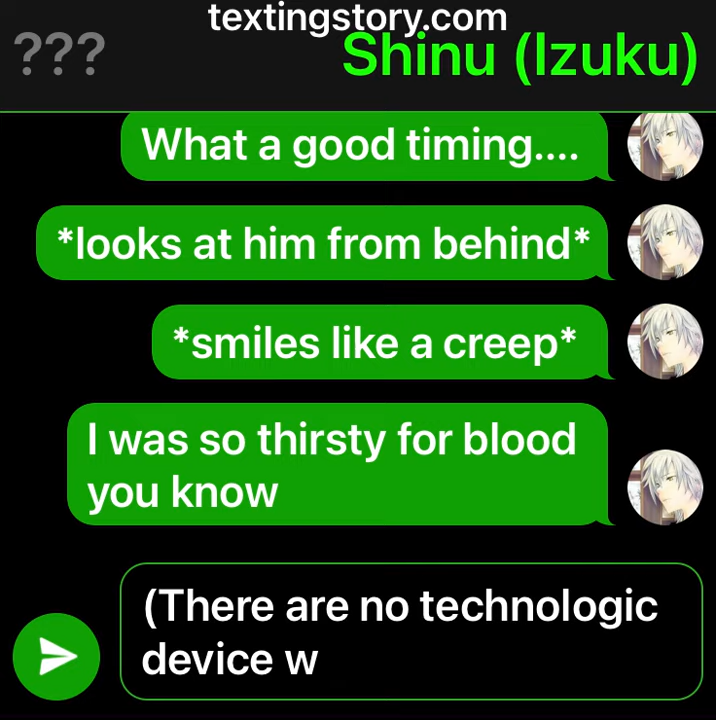 textingstory.com
??? Shinu (Izuku)
What a good timing....
*looks at him from behind*
*smiles like a creep*
I was so thirsty for blood
you know
(There are no technologic
device w